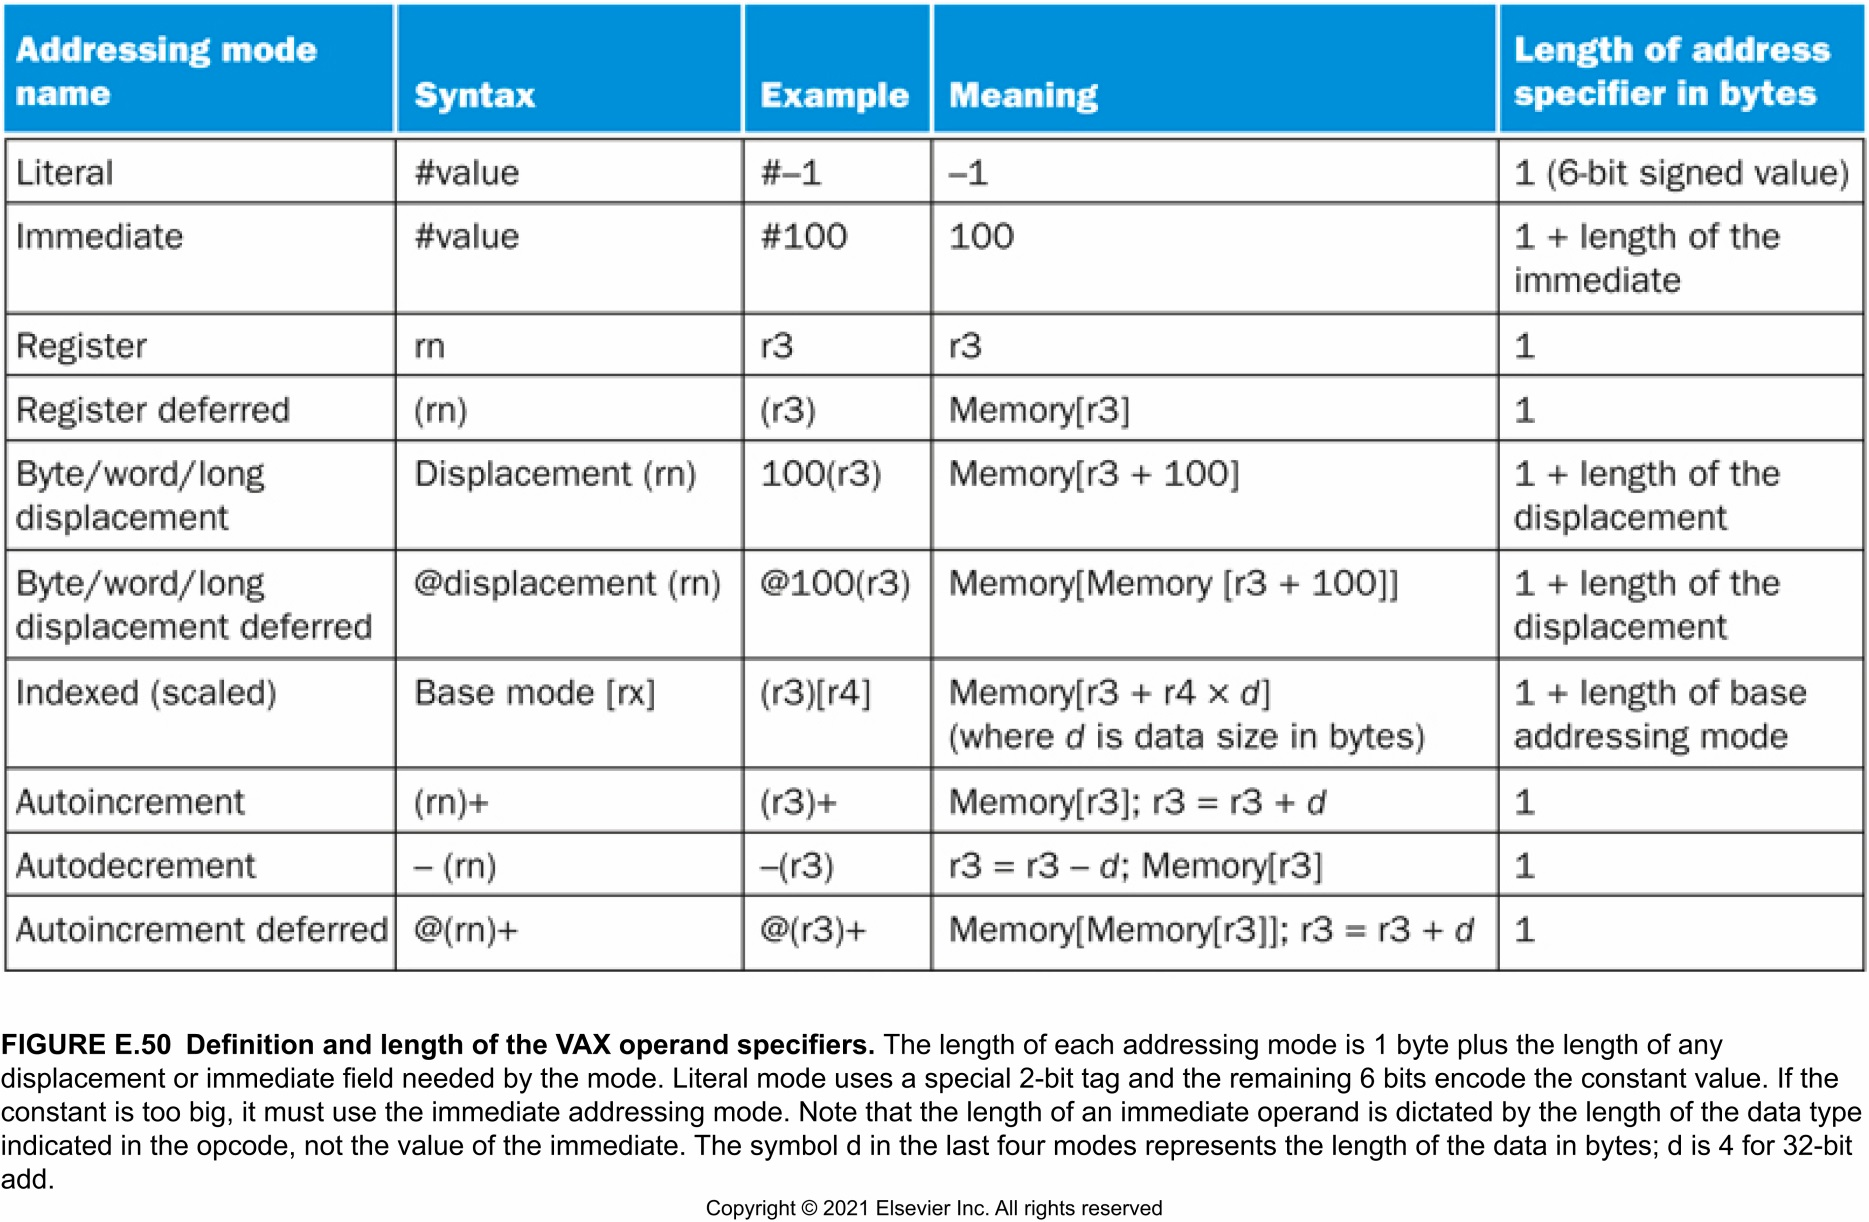 Addressing mode name	Syntax	Example	Meaning	Length of address specifier in bytes
Literal	#value	#–1	–1	1 (6-bit signed value)
Immediate	#value	#100	100	1 + length of the immediate
Register	rn	r3	r3	1
Register deferred	(rn)	(r3)	Memory[r3]	1
Byte/word/long displacement	Displacement (rn)	100(r3)	Memory[r3 + 100]	1 + length of the displacement
Byte/word/long displacement deferred	@displacement (rn)	@100(r3)	Memory[Memory [r3 + 100]]	1 + length of the displacement
Indexed (scaled)	Base mode [rx]	(r3)[r4]	Memory[r3 + r4 × d] (where d is data size in bytes)	1 + length of base addressing mode
Autoincrement	(rn)+	(r3)+	Memory[r3]; r3 = r3 + d	1
Autodecrement	– (rn)	–(r3)	r3 = r3 – d; Memory[r3]	1
Autoincrement deferred	@(rn)+	@(r3)+	Memory[Memory[r3]]; r3 = r3 + d	1
FIGURE E.50 Definition and length of the VAX operand specifiers. The length of each addressing mode is 1 byte plus the length of any
displacement or immediate field needed by the mode. Literal mode uses a special 2-bit tag and the remaining 6 bits encode the constant value. If the
constant is too big, it must use the immediate addressing mode. Note that the length of an immediate operand is dictated by the length of the data type
indicated in the opcode, not the value of the immediate. The symbol d in the last four modes represents the length of the data in bytes; d is 4 for 32-bit
add.
Copyright © 2021 Elsevier Inc. All rights reserved